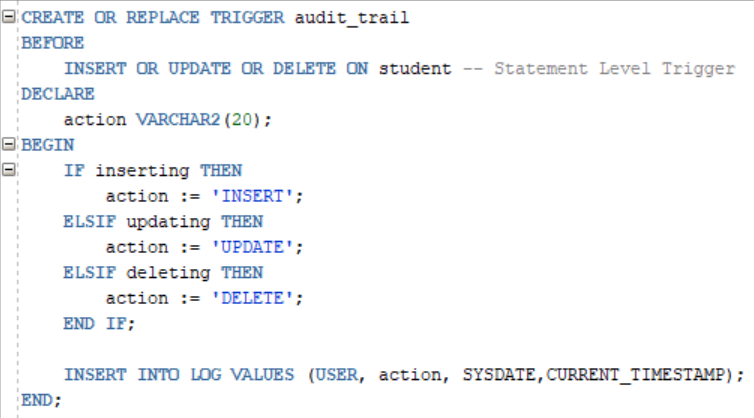 CREATE OR REPLACE TRIGGER audit_trail
BEFORE
    INSERT OR UPDATE OR DELETE ON student -- Statement Level Trigger
DECLARE
    action VARCHAR2(20);
BEGIN
    IF inserting THEN
        action := 'INSERT';
    ELSIF updating THEN
        action := 'UPDATE';
    ELSIF deleting THEN
        action := 'DELETE';
    END IF;

    INSERT INTO LOG VALUES (USER, action, SYSDATE,CURRENT_TIMESTAMP);
END;